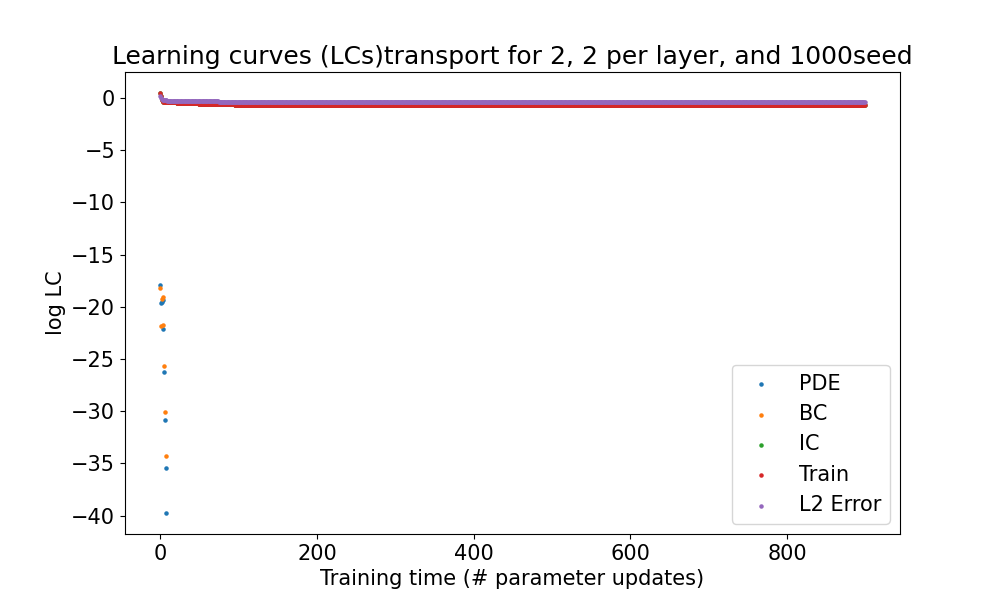 Learning curves (LCs)transport for 2, 2 per layer, and 1000seed
0
−5
−10
−15
−20
−25
−30
−35
−40
log LC
PDE
BC
IC
Train
L2 Error
0 200 400 600 800
Training time (# parameter updates)